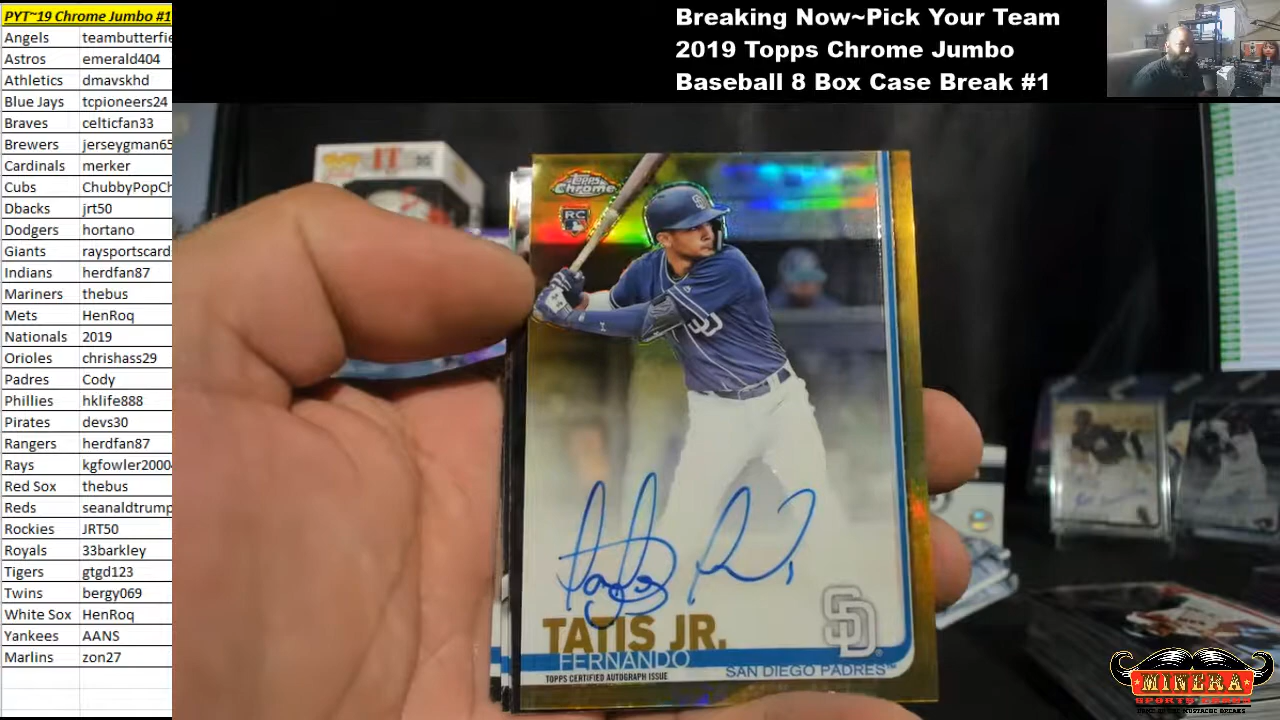 PYT~19 Chrome Jumbo #1
Angels teambutterfie
Astros emerald404
Athletics dmavskhd
Blue Jays tcpioneers24
Braves celticfan33
Brewers jerseygman65
Cardinals merker
Cubs ChubbyPopCh
Dbacks jrt50
Dodgers hortano
Giants raysportscard
Indians herdfan87
Mariners thebus
Mets HenRoq
Nationals 2019
Orioles chrishass29
Padres Cody
Phillies hklife888
Pirates devs30
Rangers herdfan87
Rays kgfowler2000
Red Sox thebus
Reds seanaldtrump
Rockies JRT50
Royals 33barkley
Tigers gtgd123
Twins bergy069
White Sox HenRoq
Yankees AANS
Marlins zon27
Breaking Now~Pick Your Team
2019 Topps Chrome Jumbo
Baseball 8 Box Case Break #1
Topps
Chrome
RC
SD
TATIS JR.
FERNANDO
SAN DIEGO PADRES™
TOPPS CERTIFIED AUTOGRAPH ISSUE
MINERA
SPORTS CARDS